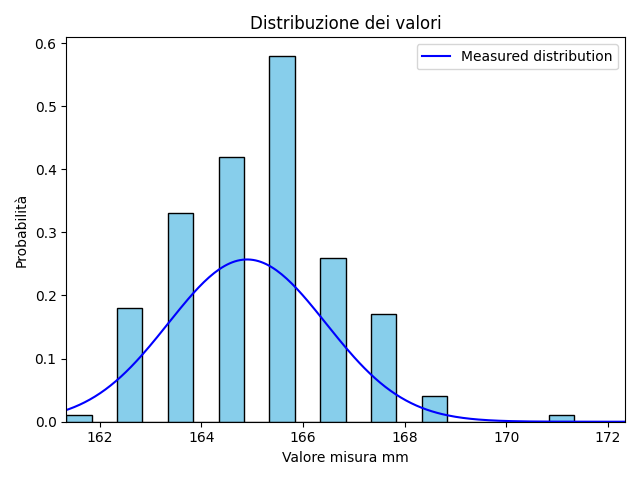 Distribuzione dei valori
Measured distribution
0.6
0.5
0.4
0.3
0.2
0.1
0.0
Probabilità
162 164 166 168 170 172
Valore misura mm